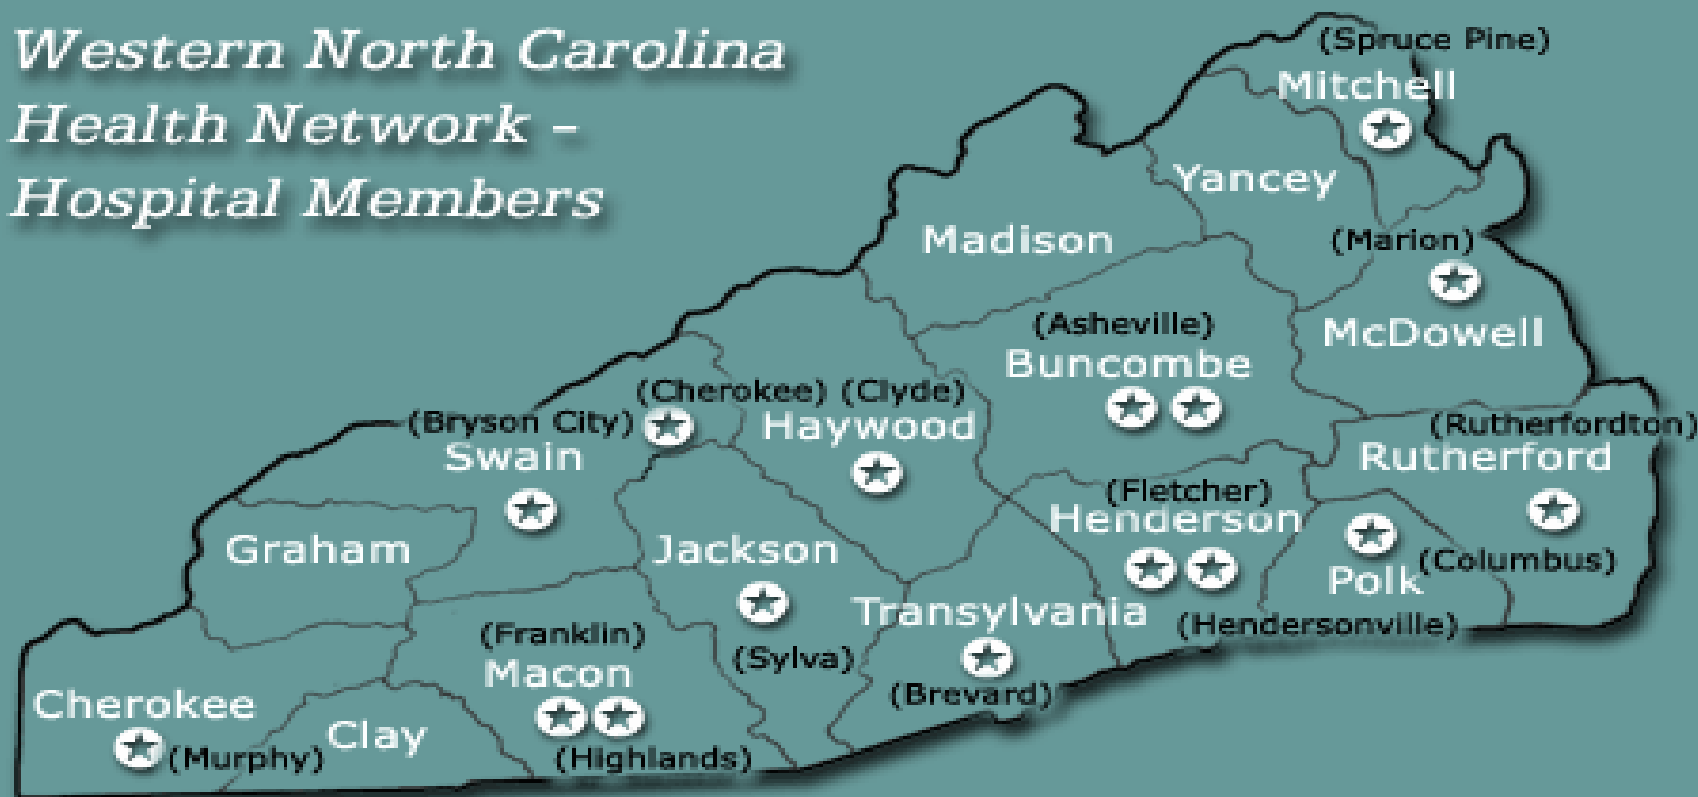 Western North Carolina
Health Network –
Hospital Members
(Spruce Pine)
Mitchell
Yancey
Madison
(Marion)
McDowell
(Asheville)
Buncombe
(Cherokee) (Clyde)
(Bryson City)
Haywood
Swain
(Rutherfordton)
Rutherford
(Fletcher)
Henderson
Graham
Jackson
(Columbus)
Polk
Transylvania
(Hendersonville)
(Franklin)
(Sylva)
Macon
(Brevard)
Cherokee
Clay
(Murphy)
(Highlands)